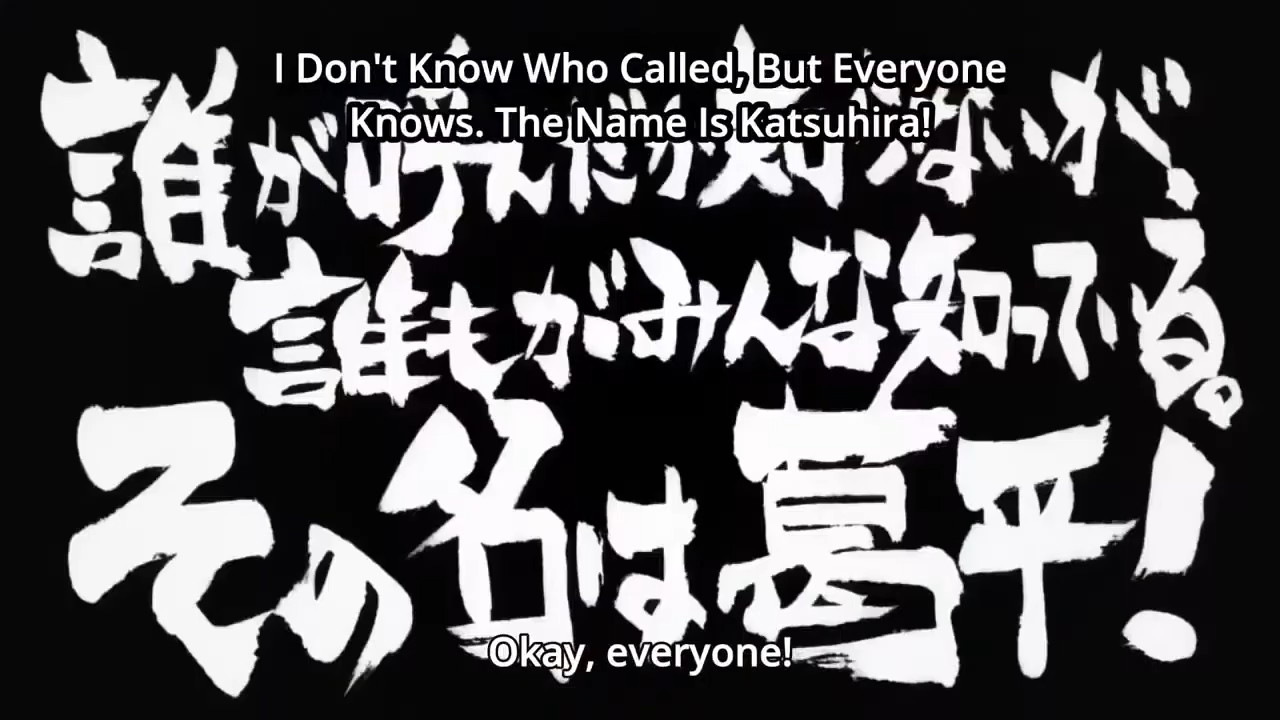 I Don't Know Who Called, But Everyone
Knows. The Name Is Katsuhira!
誰が呼んだか知らないが、
誰もがみんな知っている。
その名は葛平!
Okay, everyone!